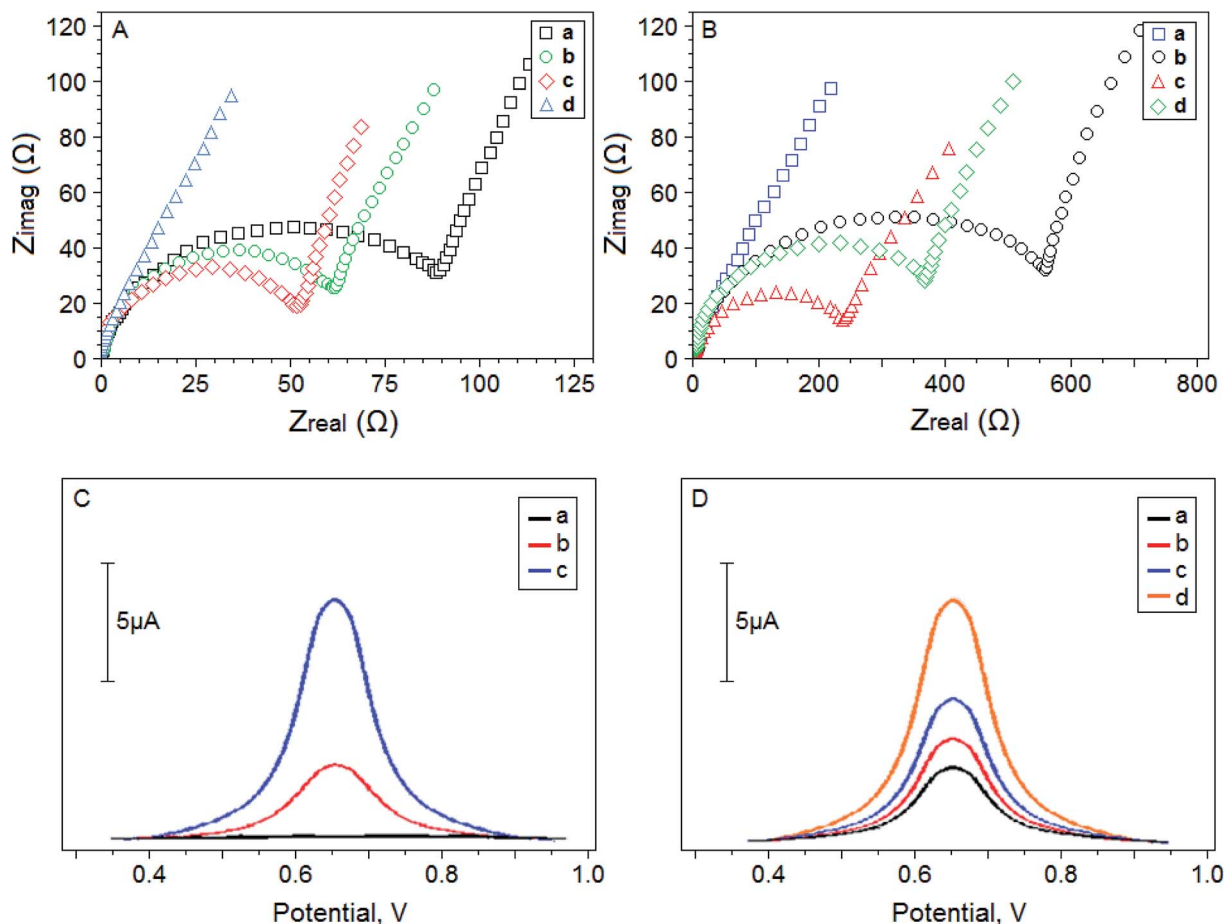 A
120
100
80
60
40
20
0
Zimag (Ω)
a
b
c
d
0 25 50 75 100 125
Zreal (Ω)
B
120
100
80
60
40
20
0
Zimag (Ω)
a
b
c
d
0 200 400 600 800
Zreal (Ω)
C
a
b
c
5µA
0.4 0.6 0.8 1.0
Potential, V
D
a
b
c
d
5µA
0.4 0.6 0.8 1.0
Potential, V